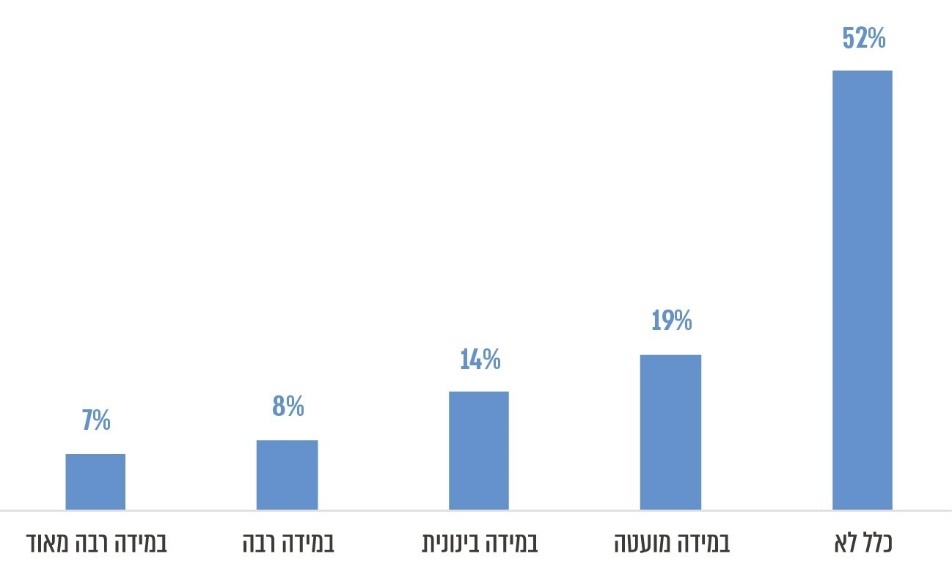 52%
19%
14%
8%
7%
כלל לא
במידה מועטה
במידה בינונית
במידה רבה
במידה רבה מאוד